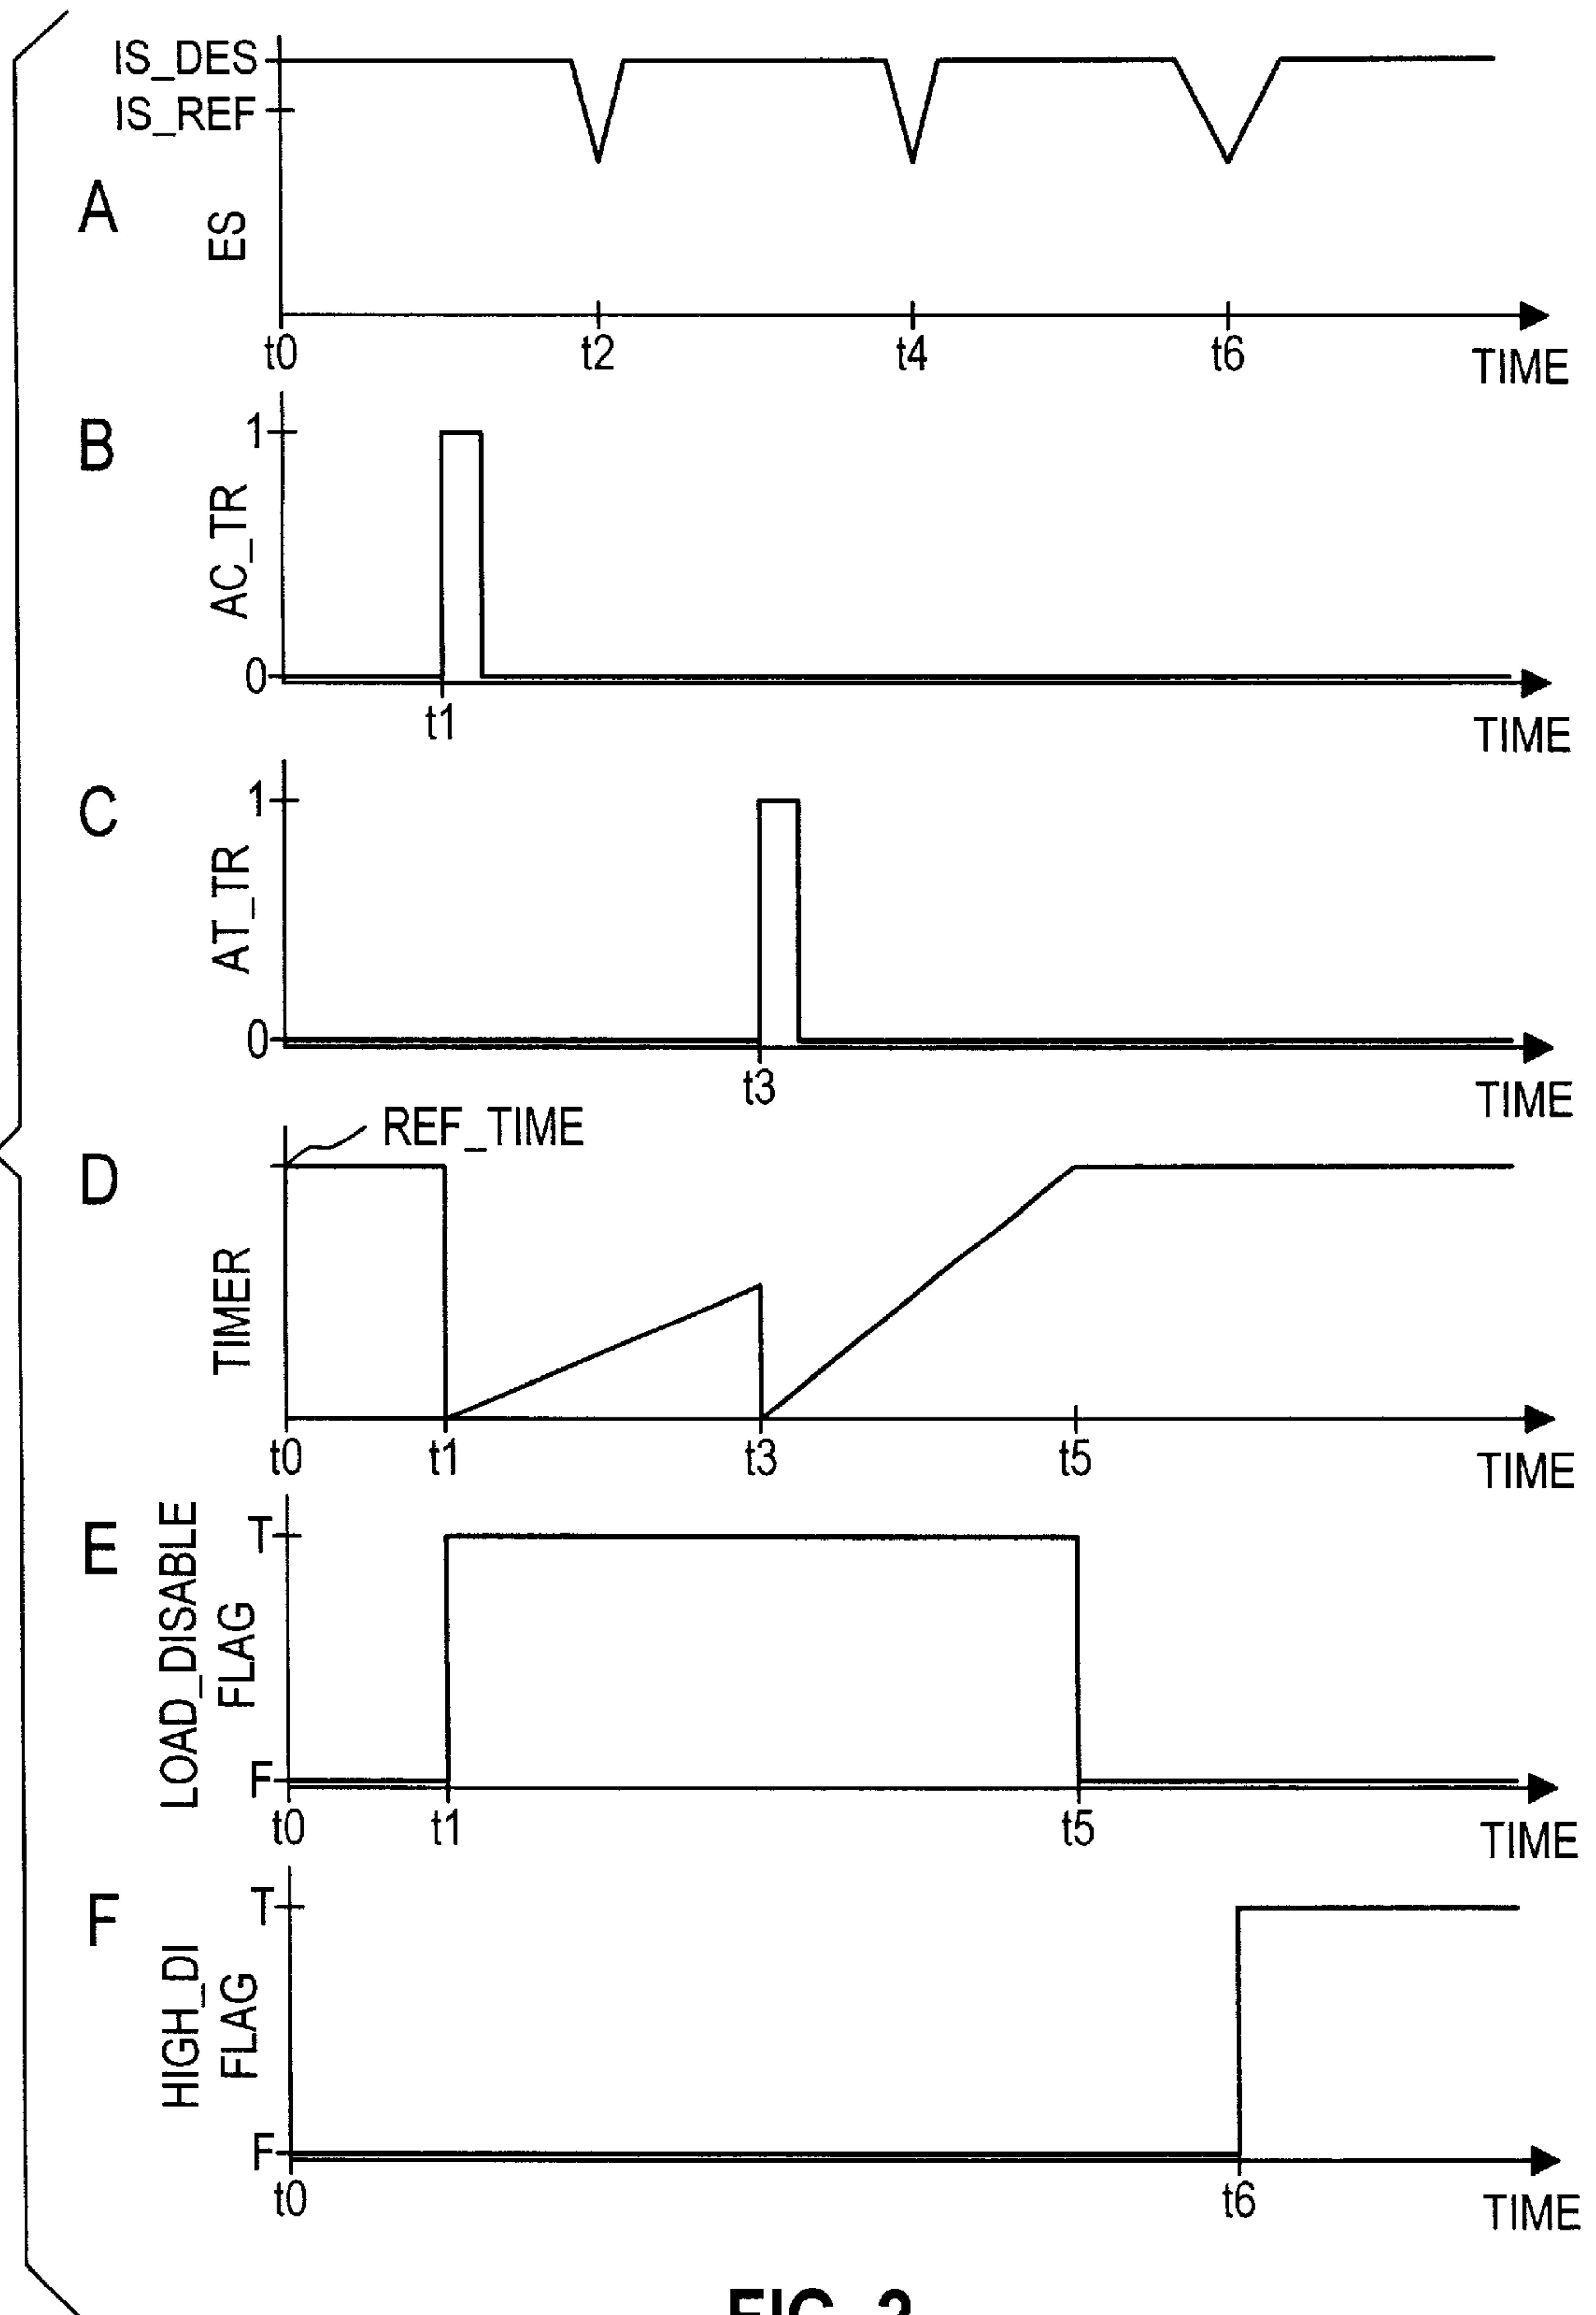 IS_DES
IS_REF
A
ES
t0
t2
t4
t6
TIME
B
1
AC_TR
0
t1
TIME
C
1
AT_TR
0
t3
TIME
REF_TIME
D
TIMER
t0
t1
t3
t5
TIME
E
LOAD_DISABLE
FLAG
T
F
t0
t1
t5
TIME
F
HIGH_DI
FLAG
T
F
t0
t6
TIME